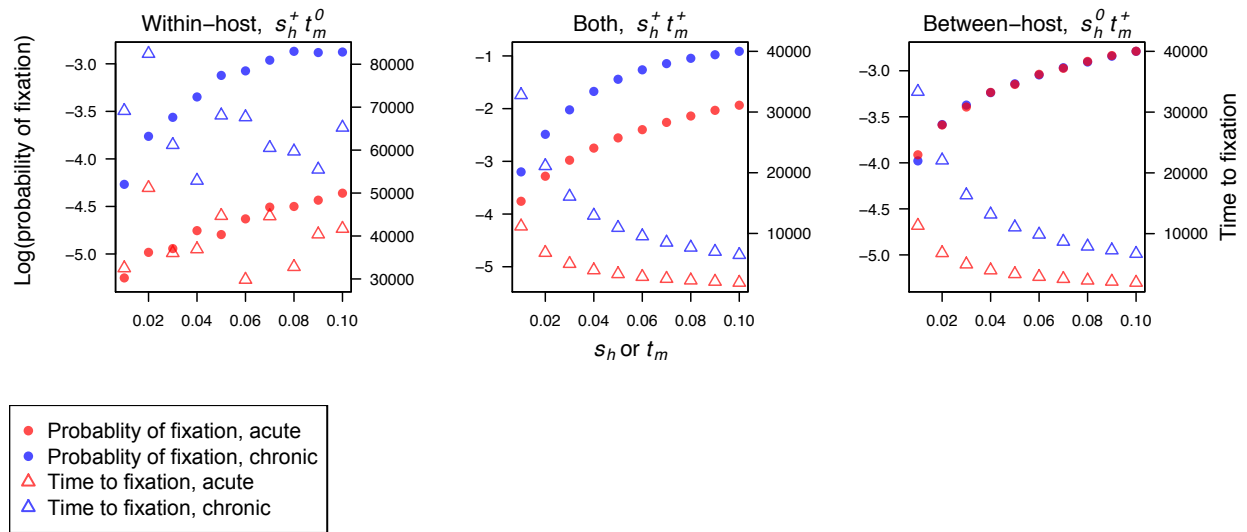 Within−host, s_h^+ t_m^0
Both, s_h^+ t_m^+
Between−host, s_h^0 t_m^+
Log(probability of fixation)
−3.0
−3.5
−4.0
−4.5
−5.0
80000
70000
60000
50000
40000
30000
0.02 0.04 0.06 0.08 0.10
−1
−2
−3
−4
−5
40000
30000
20000
10000
0.02 0.04 0.06 0.08 0.10
−3.0
−3.5
−4.0
−4.5
−5.0
40000
30000
20000
10000
0.02 0.04 0.06 0.08 0.10
Time to fixation
s_h or t_m
Probablity of fixation, acute
Probablity of fixation, chronic
Time to fixation, acute
Time to fixation, chronic